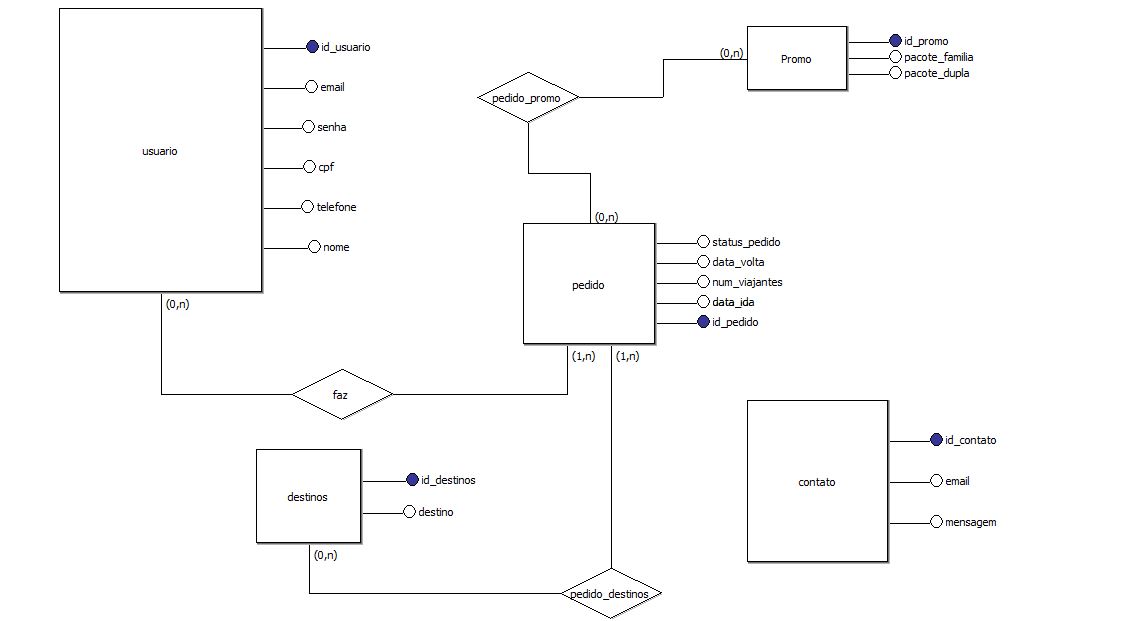 usuario
id_usuario
email
senha
cpf
telefone
nome
(0,n)
pedido_promo
(0,n)
Promo
id_promo
pacote_familia
pacote_dupla
(0,n)
pedido
status_pedido
data_volta
num_viajantes
data_ida
id_pedido
(1,n)
(1,n)
faz
destinos
id_destinos
destino
(0,n)
pedido_destinos
contato
id_contato
email
mensagem